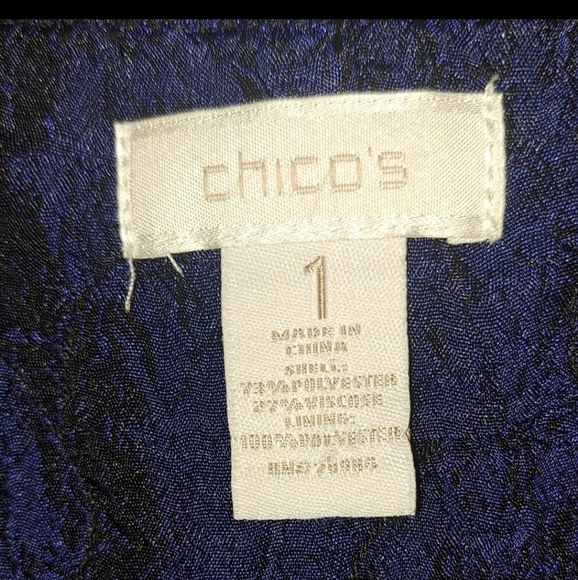 chico's
1
MADE IN
CHINA
SHELL:
73%POLYESTER
27%VISCOSE
LINING:
100%POLYESTER